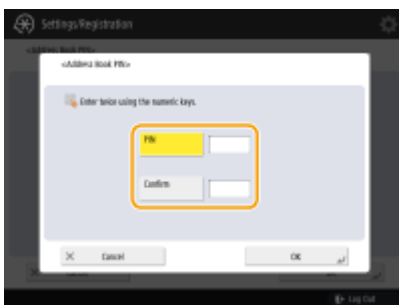 Settings/Registration
<Address Book PIN>
<Address Book PIN>
Enter twice using the numeric keys.
PIN
Confirm
Cancel
OK
Log Out